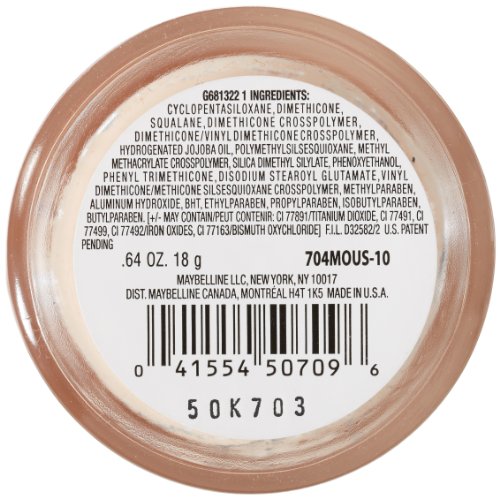 G681322 1 INGREDIENTS:
CYCLOPENTASILOXANE, DIMETHICONE,
SQUALANE, DIMETHICONE CROSSPOLYMER,
DIMETHICONE/VINYL DIMETHICONE CROSSPOLYMER,
HYDROGENATED JOJOBA OIL, POLYMETHYLSILSESQUIOXANE, METHYL
METHACRYLATE CROSSPOLYMER, SILICA DIMETHYL SILYLATE, PHENOXYETHANOL,
PHENYL TRIMETHICONE, DISODIUM STEAROYL GLUTAMATE, VINYL
DIMETHICONE/METHICONE SILSESQUIOXANE CROSSPOLYMER, METHYLPARABEN,
ALUMINUM HYDROXIDE, BHT, ETHYLPARABEN, PROPYLPARABEN, ISOBUTYLPARABEN,
BUTYLPARABEN. [+/- MAY CONTAIN/PEUT CONTENIR: CI 77891/TITANIUM DIOXIDE, CI 77491, CI
77499, CI 77492/IRON OXIDES, CI 77163/BISMUTH OXYCHLORIDE] F.I.L. D32582/2 U.S. PATENT
PENDING
.64 OZ. 18 g 704MOUS-10
MAYBELLINE LLC, NEW YORK, NY 10017
DIST. MAYBELLINE CANADA, MONTRÉAL H4T 1K5 MADE IN U.S.A.
0 41554 50709 6
50K703